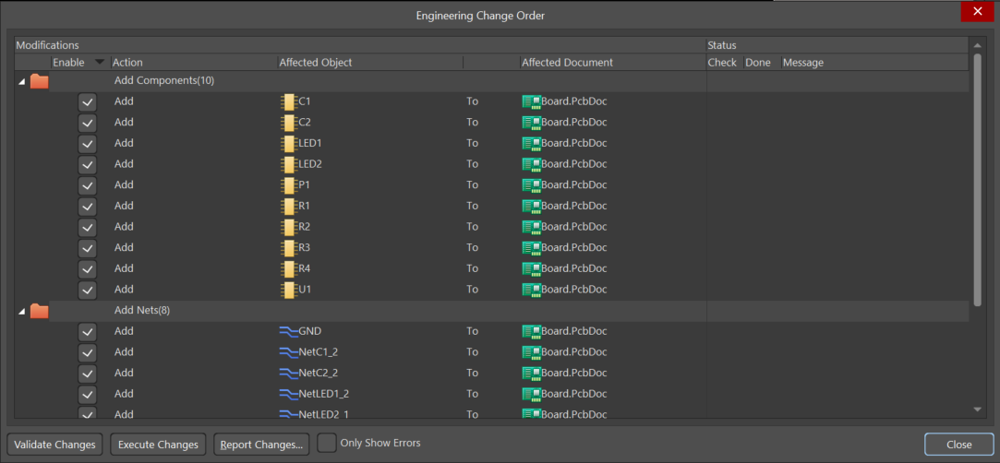 Engineering Change Order
Modifications Status
Enable Action Affected Object Affected Document Check Done Message
Add Components(10)
Add C1 To Board.PcbDoc
Add C2 To Board.PcbDoc
Add LED1 To Board.PcbDoc
Add LED2 To Board.PcbDoc
Add P1 To Board.PcbDoc
Add R1 To Board.PcbDoc
Add R2 To Board.PcbDoc
Add R3 To Board.PcbDoc
Add R4 To Board.PcbDoc
Add U1 To Board.PcbDoc
Add Nets(8)
Add GND To Board.PcbDoc
Add NetC1_2 To Board.PcbDoc
Add NetC2_2 To Board.PcbDoc
Add NetLED1_2 To Board.PcbDoc
Add NetLED2_1 To Board.PcbDoc
Validate Changes Execute Changes Report Changes... Only Show Errors Close